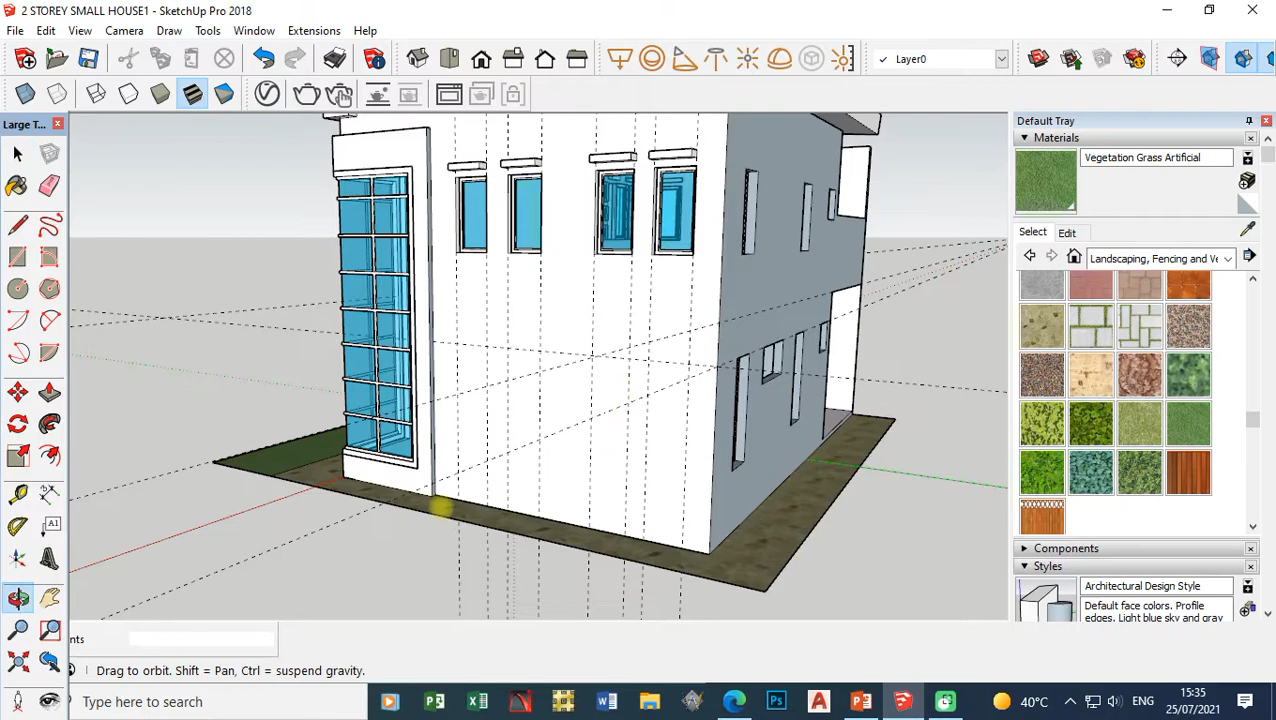 2 STOREY SMALL HOUSE1 - SketchUp Pro 2018
File Edit View Camera Draw Tools Window Extensions Help
Layer0
Large T...
Default Tray
Materials
Vegetation Grass Artificial
Select Edit
Landscaping, Fencing and Ve
Components
Styles
Architectural Design Style
Default face colors. Profile
edges. Light blue sky and gray
A1
nts
Drag to orbit. Shift = Pan, Ctrl = suspend gravity.
Type here to search
40°C
ENG
15:35
25/07/2021